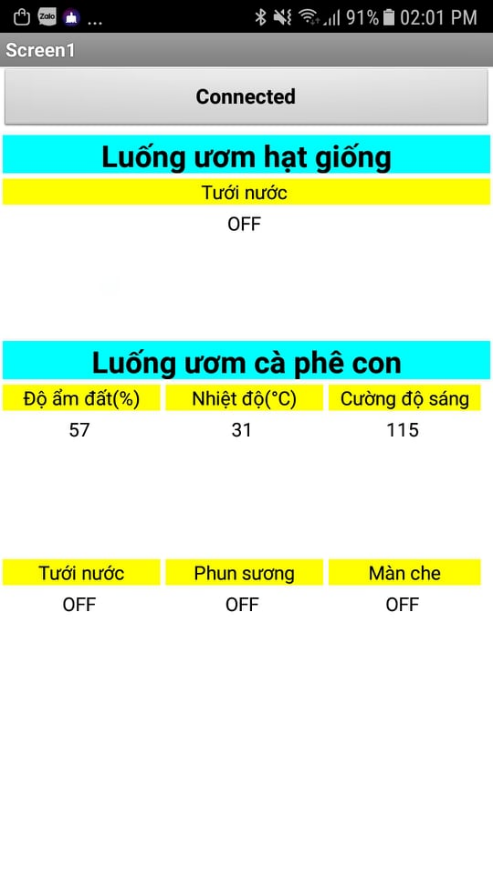 Zalo ... 91% 02:01 PM
Screen1
Connected
Luống ươm hạt giống
Tưới nước
OFF
Luống ươm cà phê con
Độ ẩm đất(%) Nhiệt độ(°C) Cường độ sáng
57 31 115
Tưới nước Phun sương Màn che
OFF OFF OFF